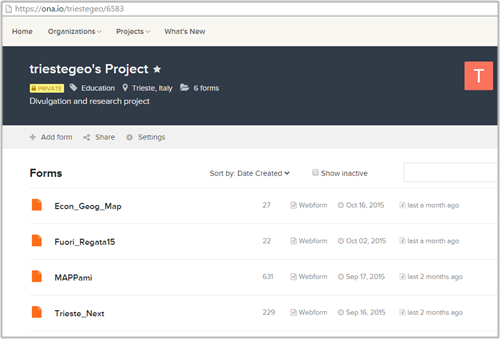 https://ona.io/triestegeo/6583
Home Organizations Projects What's New
triestegeo's Project
PRIVATE Education Trieste, Italy 6 forms
Divulgation and research project
T
Add form Share Settings
Forms Sort by: Date Created Show inactive
Econ_Geog_Map 27 Webform Oct 16, 2015 last a month ago
Fuori_Regata15 22 Webform Oct 02, 2015 last a month ago
MAPPami 631 Webform Sep 17, 2015 last 2 months ago
Trieste_Next 229 Webform Sep 16, 2015 last 2 months ago